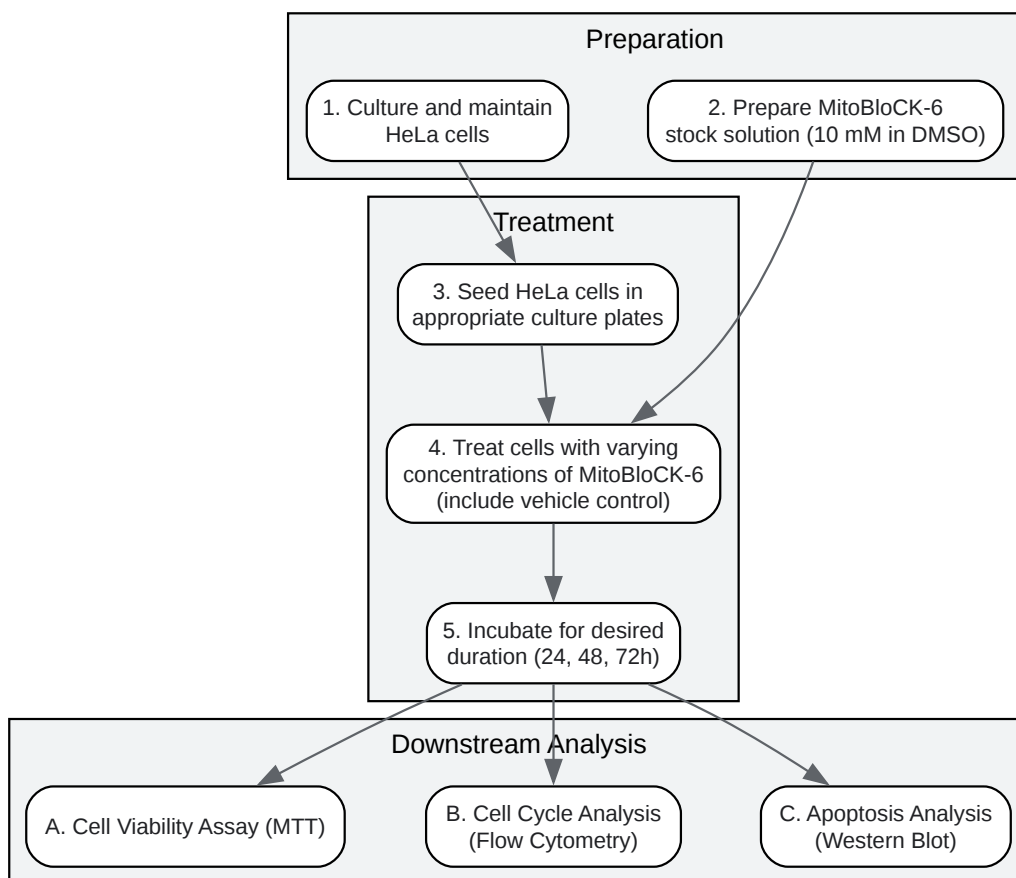 Preparation
1. Culture and maintain
HeLa cells
2. Prepare MitoBloCK-6
stock solution (10 mM in DMSO)
Treatment
3. Seed HeLa cells in
appropriate culture plates
4. Treat cells with varying
concentrations of MitoBloCK-6
(include vehicle control)
5. Incubate for desired
duration (24, 48, 72h)
Downstream Analysis
A. Cell Viability Assay (MTT)
B. Cell Cycle Analysis
(Flow Cytometry)
C. Apoptosis Analysis
(Western Blot)